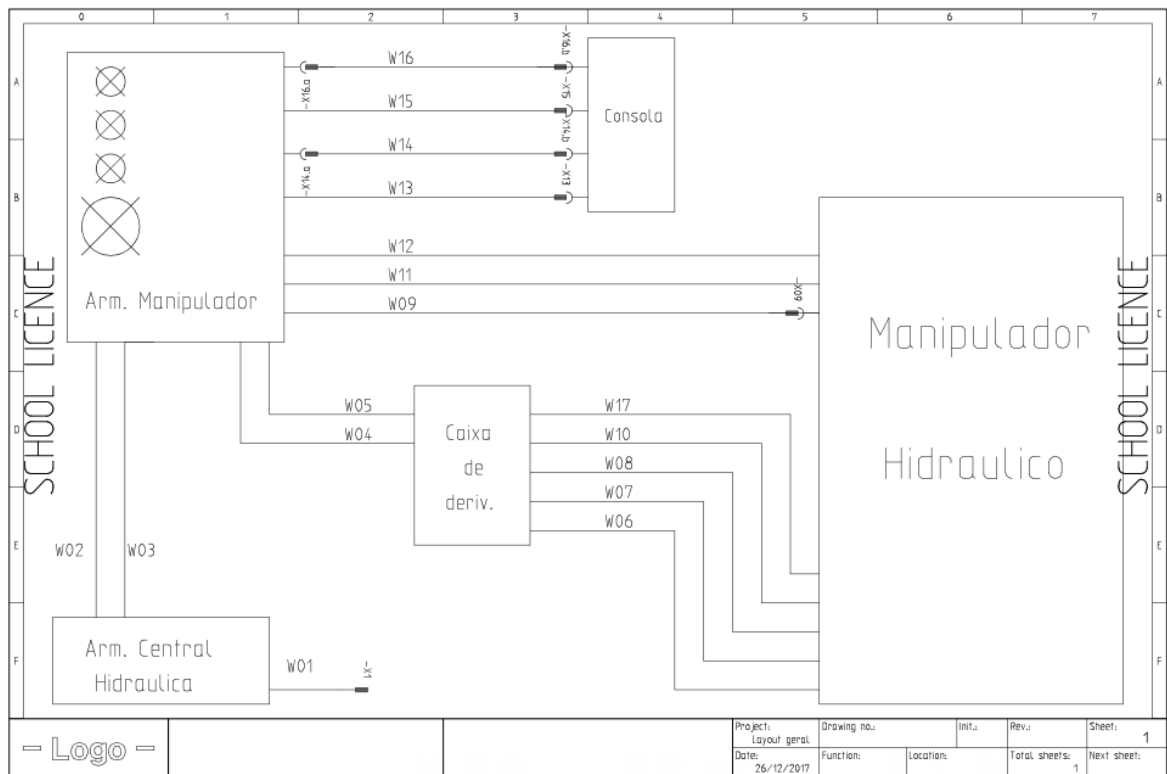 0 1 2 3 4 5 6 7
A A
B B
C C
D D
E E
F F
SCHOOL LICENCE
SCHOOL LICENCE
W16
-X16.a
-X16.b
W15
-X15
W14
-X14.a
-X14.b
W13
-X13
Consola
W12
W11
W09
-X09
Arm. Manipulador
Manipulador
Hidraulico
W05
W04
Caixa
de
deriv.
W17
W10
W08
W07
W06
W02
W03
Arm. Central
Hidraulica
W01
-X1
- Logo -
Project:
Layout geral
Drawing no.:
Init.:
Rev.:
Sheet:
1
Date:
26/12/2017
Function:
Location:
Total sheets:
1
Next sheet: